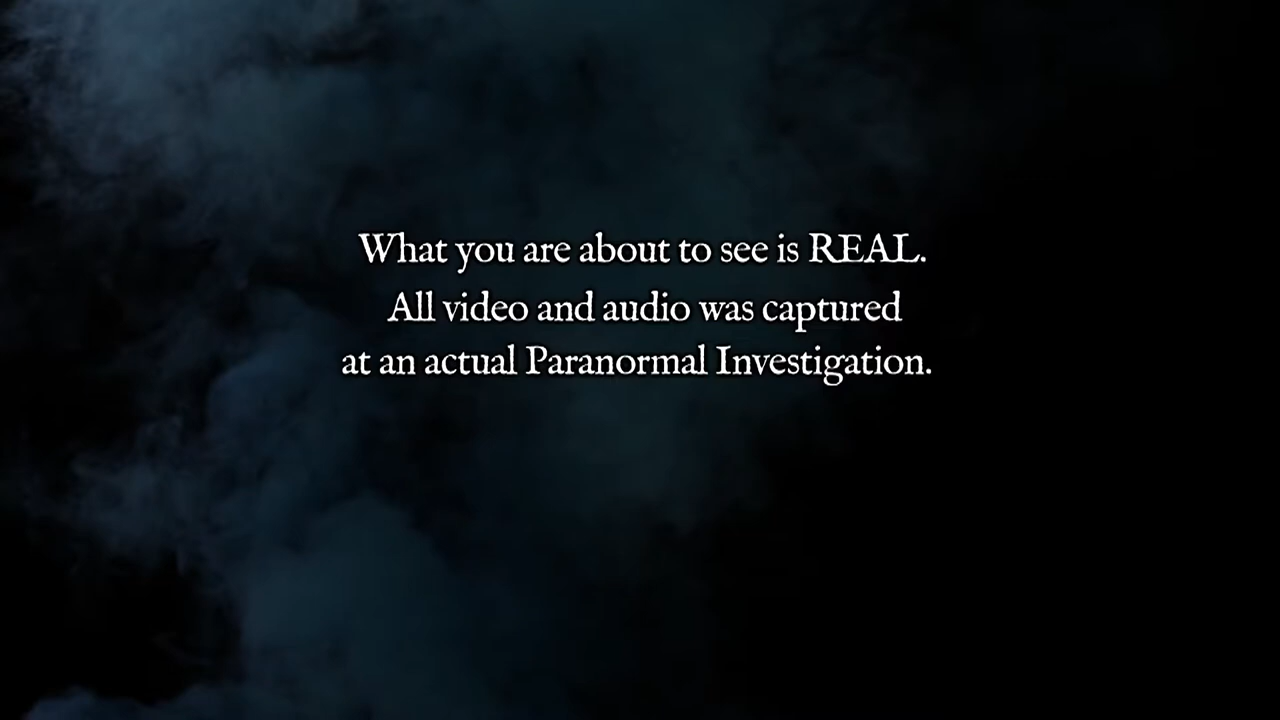 What you are about to see is REAL.
All video and audio was captured
at an actual Paranormal Investigation.